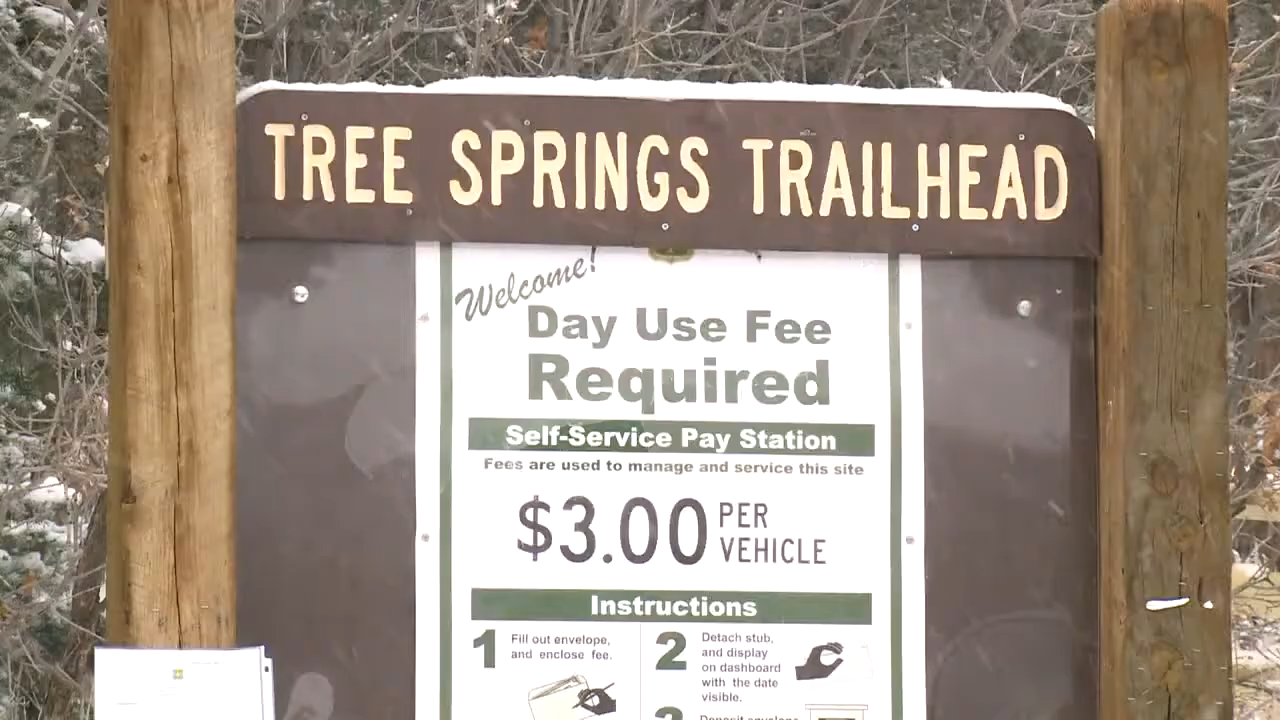 TREE SPRINGS TRAILHEAD
Welcome!
Day Use Fee
Required
Self-Service Pay Station
Fees are used to manage and service this site
$3.00 PER
VEHICLE
Instructions
1 Fill out envelope,
and enclose fee.
2 Detach stub,
and display
on dashboard
with the date
visible.
Deposit envelope